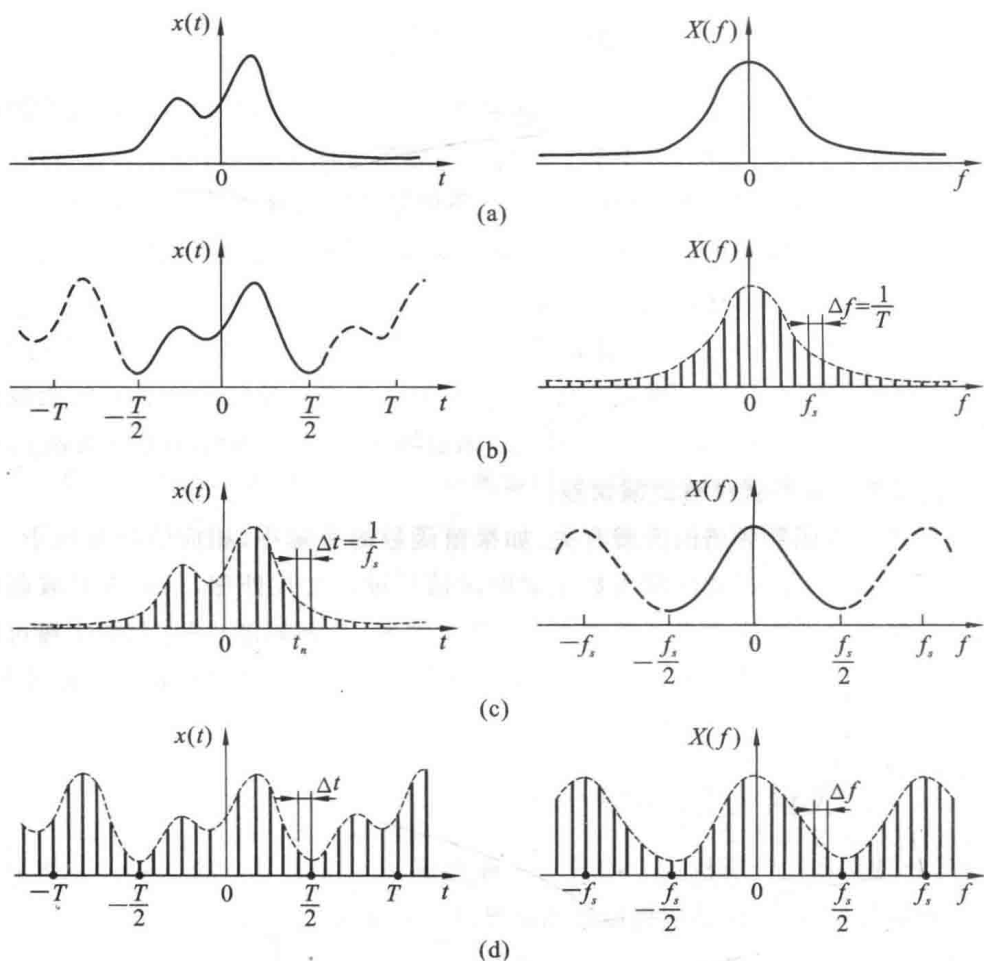 x(t)
X(f)
0
t
0
f
(a)
x(t)
X(f)
Δf=1/T
-T
-T/2
0
T/2
T
t
0
f_s
f
(b)
x(t)
X(f)
Δt=1/f_s
0
t_n
t
-f_s
-f_s/2
0
f_s/2
f_s
f
(c)
x(t)
X(f)
Δt
Δf
-T
-T/2
0
T/2
T
t
-f_s
-f_s/2
0
f_s/2
f_s
f
(d)